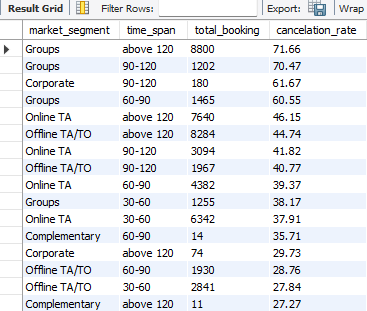 Result Grid Filter Rows: Export: Wrap
market_segment time_span total_booking cancelation_rate
Groups above 120 8800 71.66
Groups 90-120 1202 70.47
Corporate 90-120 180 61.67
Groups 60-90 1465 60.55
Online TA above 120 7640 46.15
Offline TA/TO above 120 8284 44.74
Online TA 90-120 3094 41.82
Offline TA/TO 90-120 1967 40.77
Online TA 60-90 4382 39.37
Groups 30-60 1255 38.17
Online TA 30-60 6342 37.91
Complementary 60-90 14 35.71
Corporate above 120 74 29.73
Offline TA/TO 60-90 1930 28.76
Offline TA/TO 30-60 2841 27.84
Complementary above 120 11 27.27